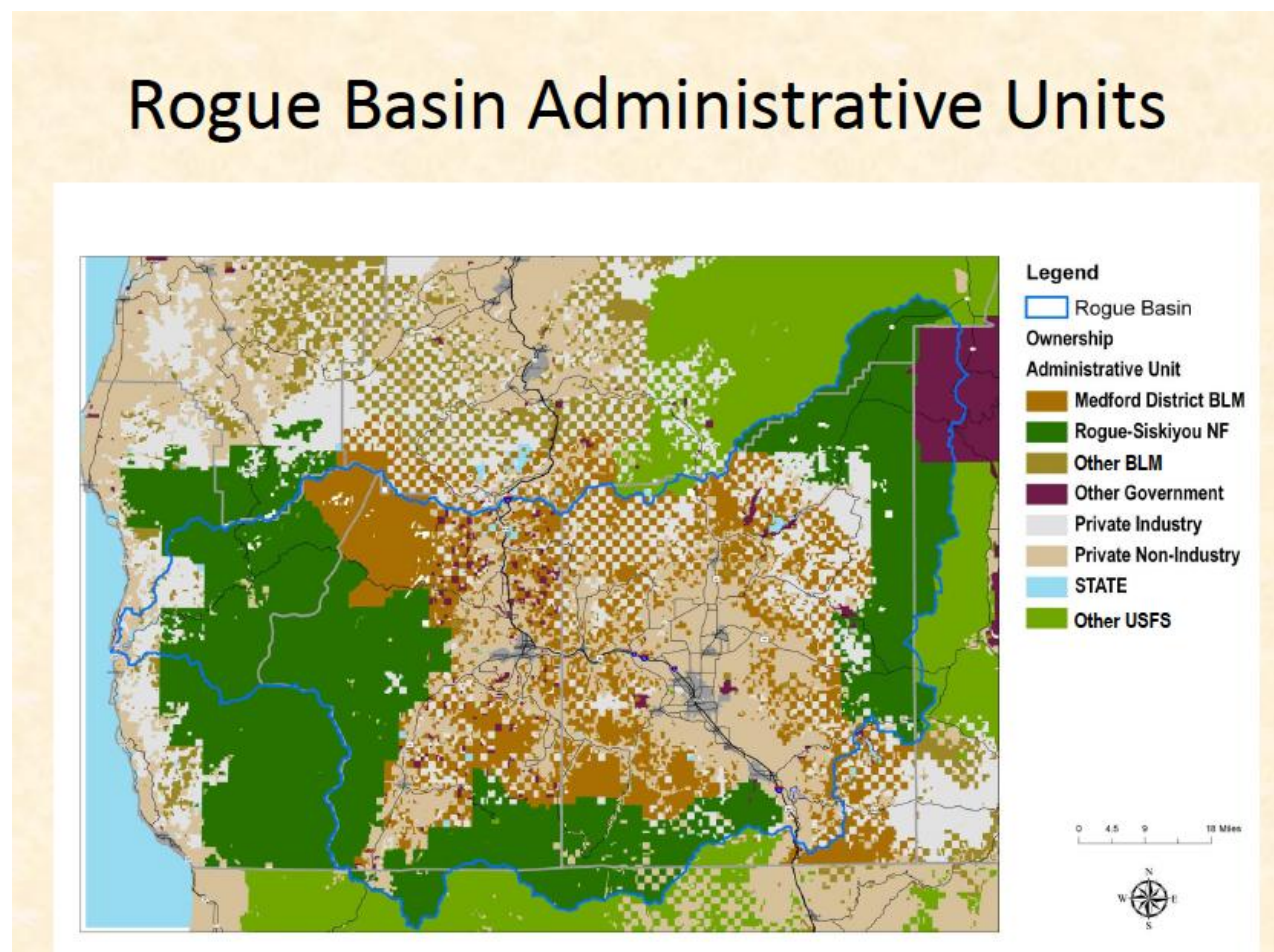 Rogue Basin Administrative Units
Legend
Rogue Basin
Ownership
Administrative Unit
Medford District BLM
Rogue-Siskiyou NF
Other BLM
Other Government
Private Industry
Private Non-Industry
STATE
Other USFS
0 4.5 9 18 Miles
N
W E
S